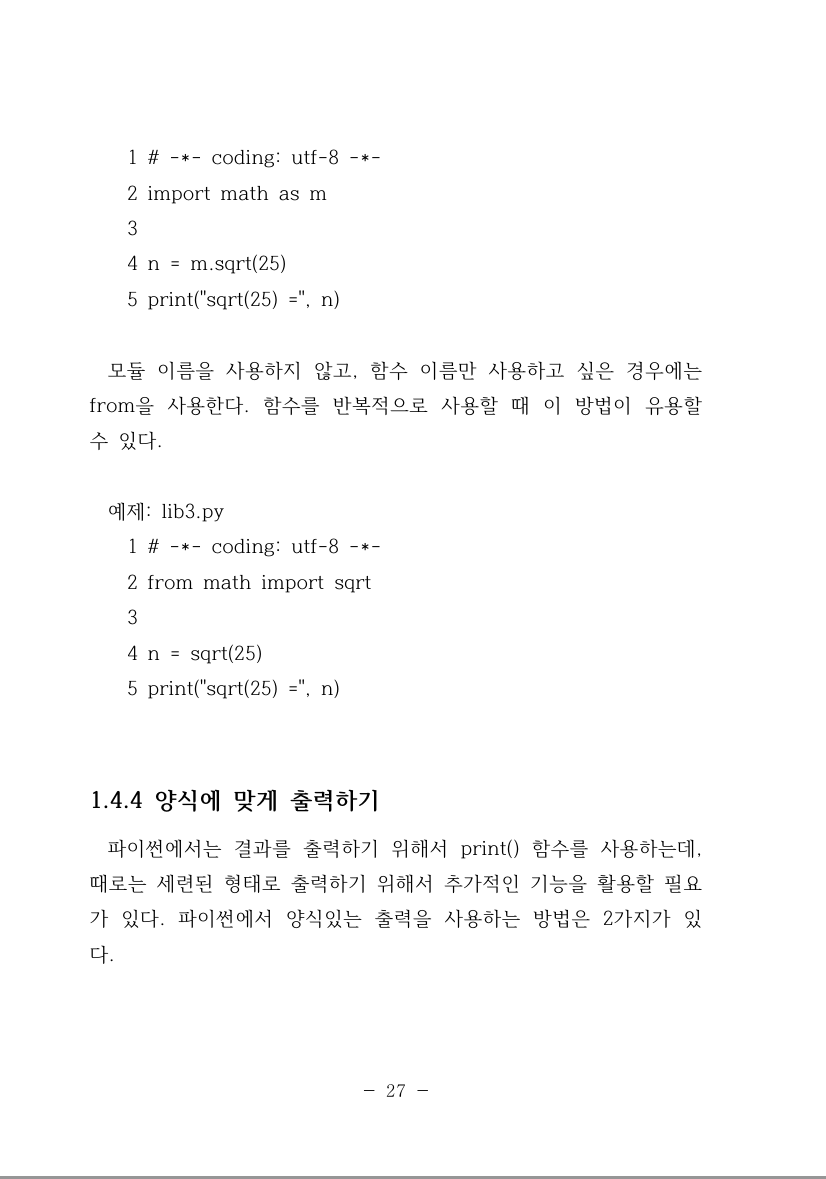 1 # -*- coding: utf-8 -*-
2 import math as m
3
4 n = m.sqrt(25)
5 print("sqrt(25) =", n)
모듈 이름을 사용하지 않고, 함수 이름만 사용하고 싶은 경우에는
from을 사용한다. 함수를 반복적으로 사용할 때 이 방법이 유용할
수 있다.
예제: lib3.py
1 # -*- coding: utf-8 -*-
2 from math import sqrt
3
4 n = sqrt(25)
5 print("sqrt(25) =", n)
1.4.4 양식에 맞게 출력하기
파이썬에서는 결과를 출력하기 위해서 print() 함수를 사용하는데,
때로는 세련된 형태로 출력하기 위해서 추가적인 기능을 활용할 필요
가 있다. 파이썬에서 양식있는 출력을 사용하는 방법은 2가지가 있
다.
- 27 -